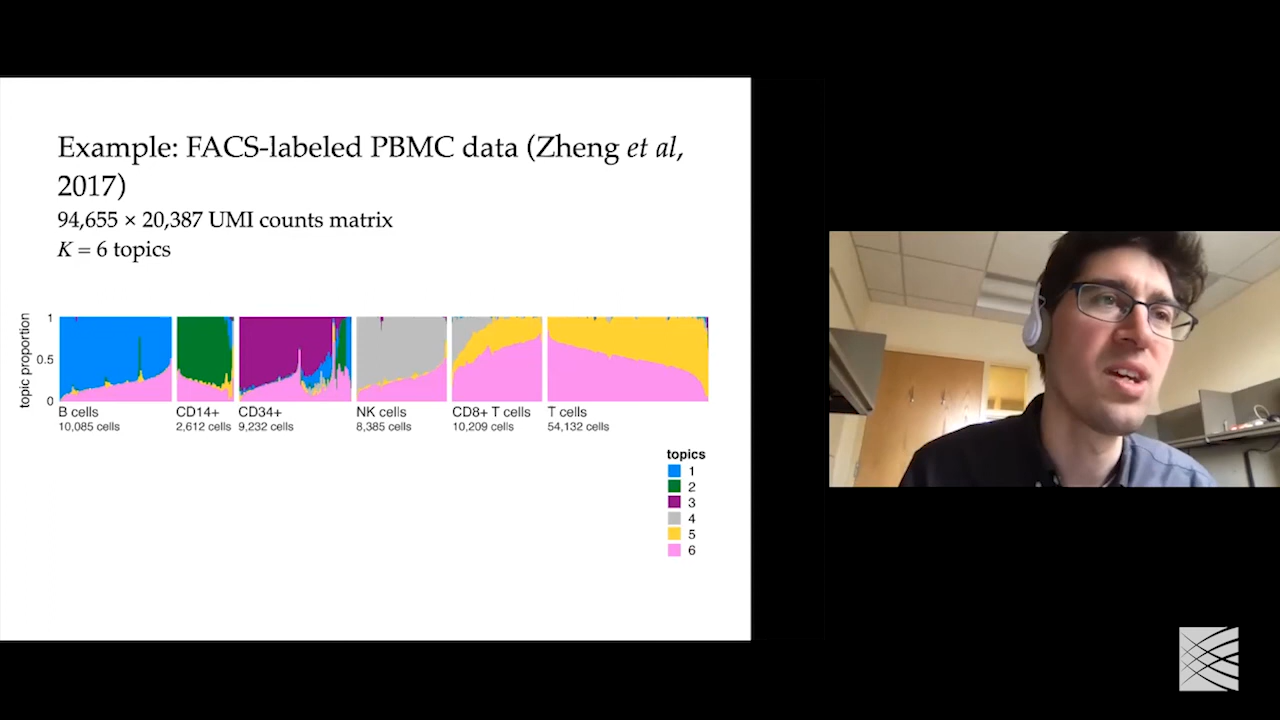 Example: FACS-labeled PBMC data (Zheng et al,
2017)
94,655 × 20,387 UMI counts matrix
K = 6 topics
topic proportion
1
0.5
0
B cells
10,085 cells
CD14+
2,612 cells
CD34+
9,232 cells
NK cells
8,385 cells
CD8+ T cells
10,209 cells
T cells
54,132 cells
topics
1
2
3
4
5
6